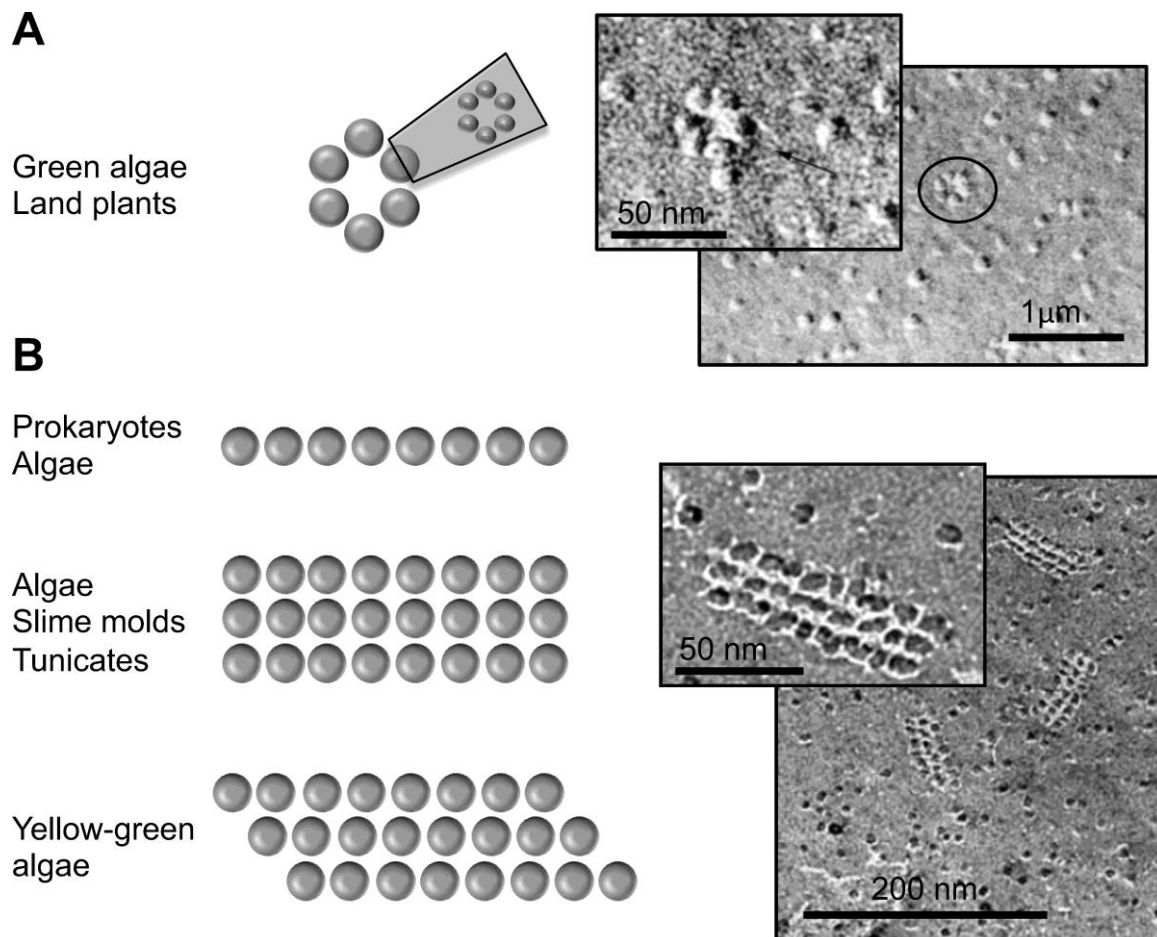 A
Green algae
Land plants
50 nm
1μm
B
Prokaryotes
Algae
Algae
Slime molds
Tunicates
50 nm
Yellow-green
algae
200 nm